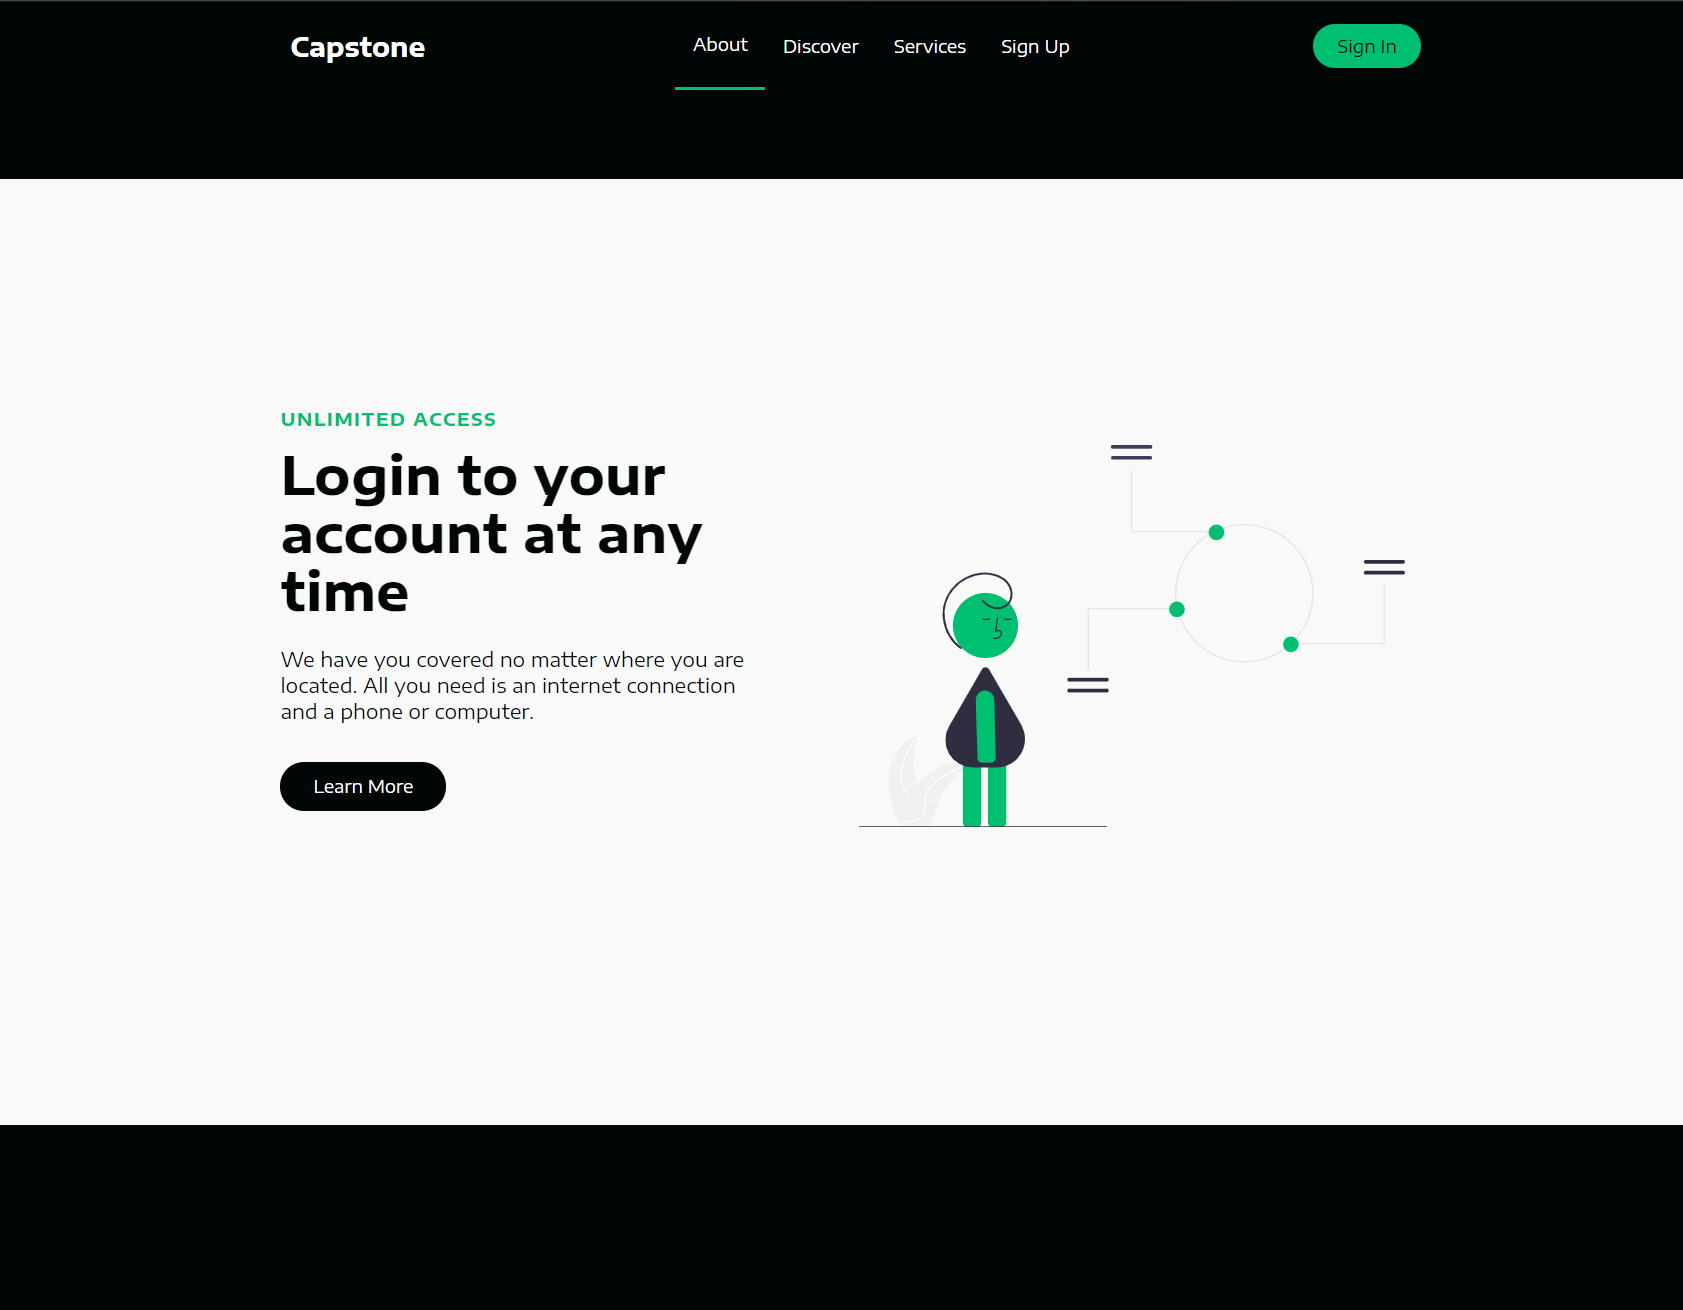 Capstone
About
Discover
Services
Sign Up
Sign In
UNLIMITED ACCESS
Login to your
account at any
time
We have you covered no matter where you are
located. All you need is an internet connection
and a phone or computer.
Learn More